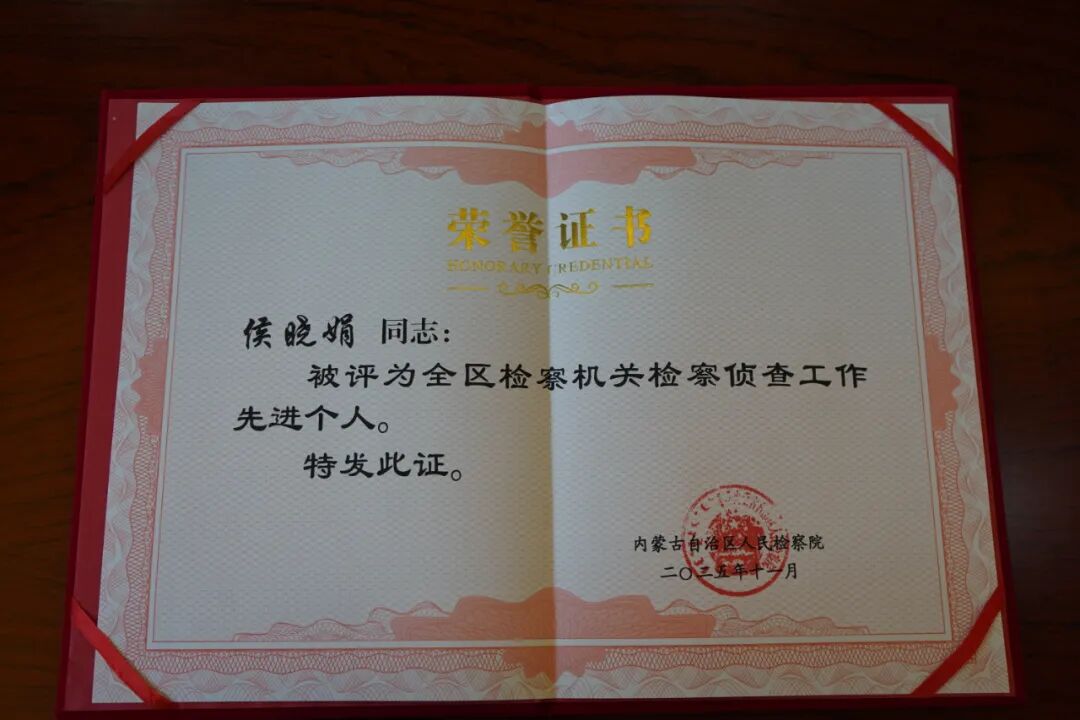 荣誉证书
HONORARY CREDENTIAL
侯晓娟 同志：
被评为全区检察机关检察侦查工作
先进个人。
特发此证。
内蒙古自治区人民检察院
二〇二五年十一月